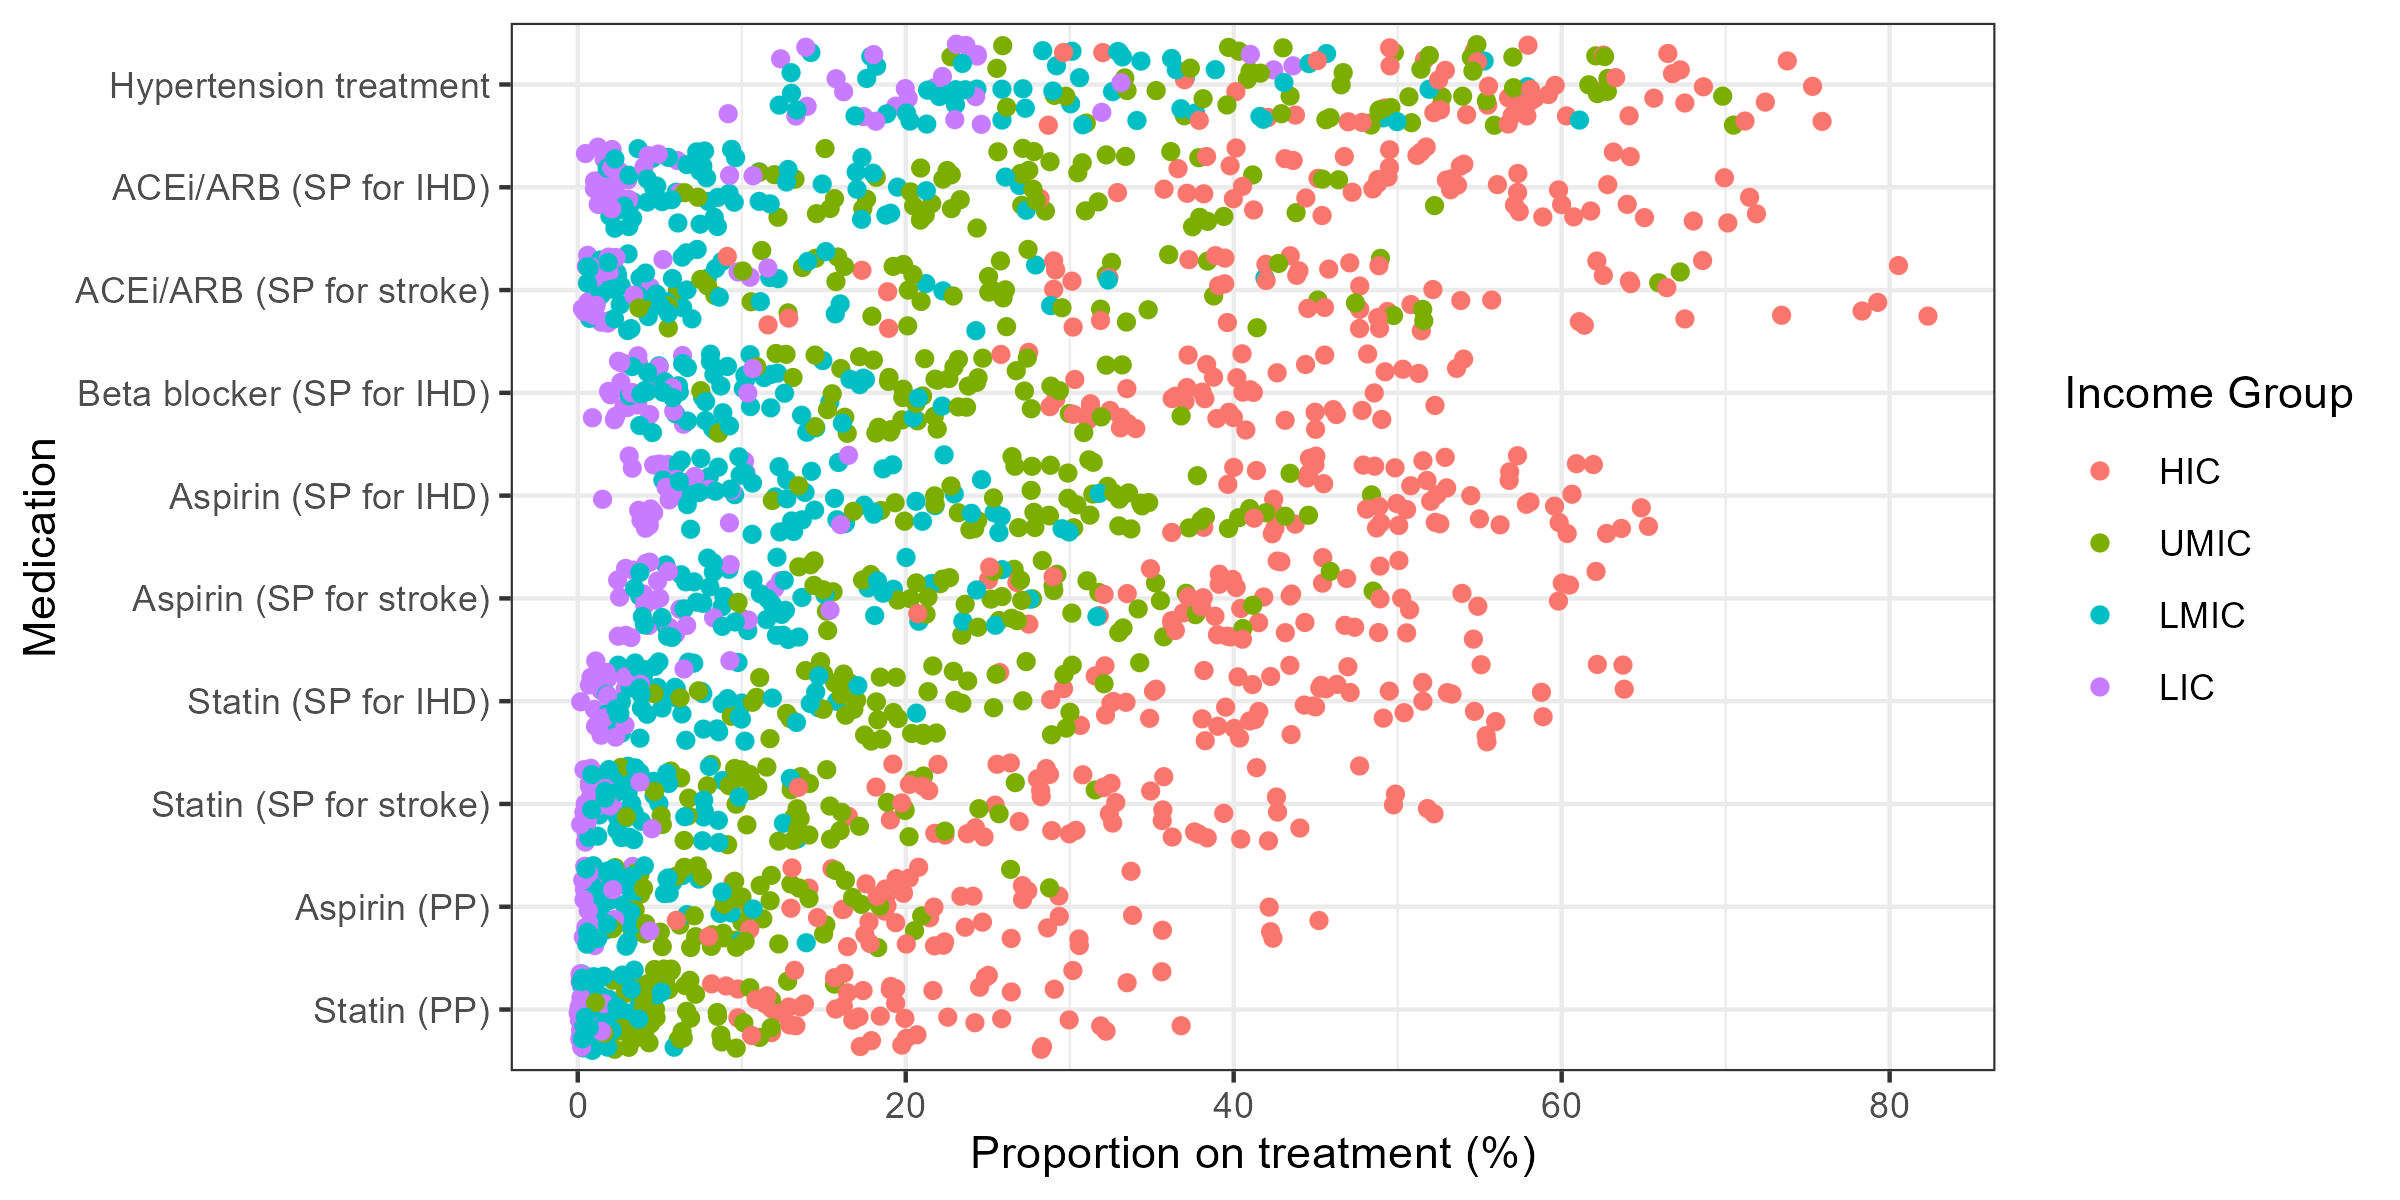 Medication
Hypertension treatment
ACEi/ARB (SP for IHD)
ACEi/ARB (SP for stroke)
Beta blocker (SP for IHD)
Aspirin (SP for IHD)
Aspirin (SP for stroke)
Statin (SP for IHD)
Statin (SP for stroke)
Aspirin (PP)
Statin (PP)
0 20 40 60 80
Proportion on treatment (%)
Income Group
HIC
UMIC
LMIC
LIC